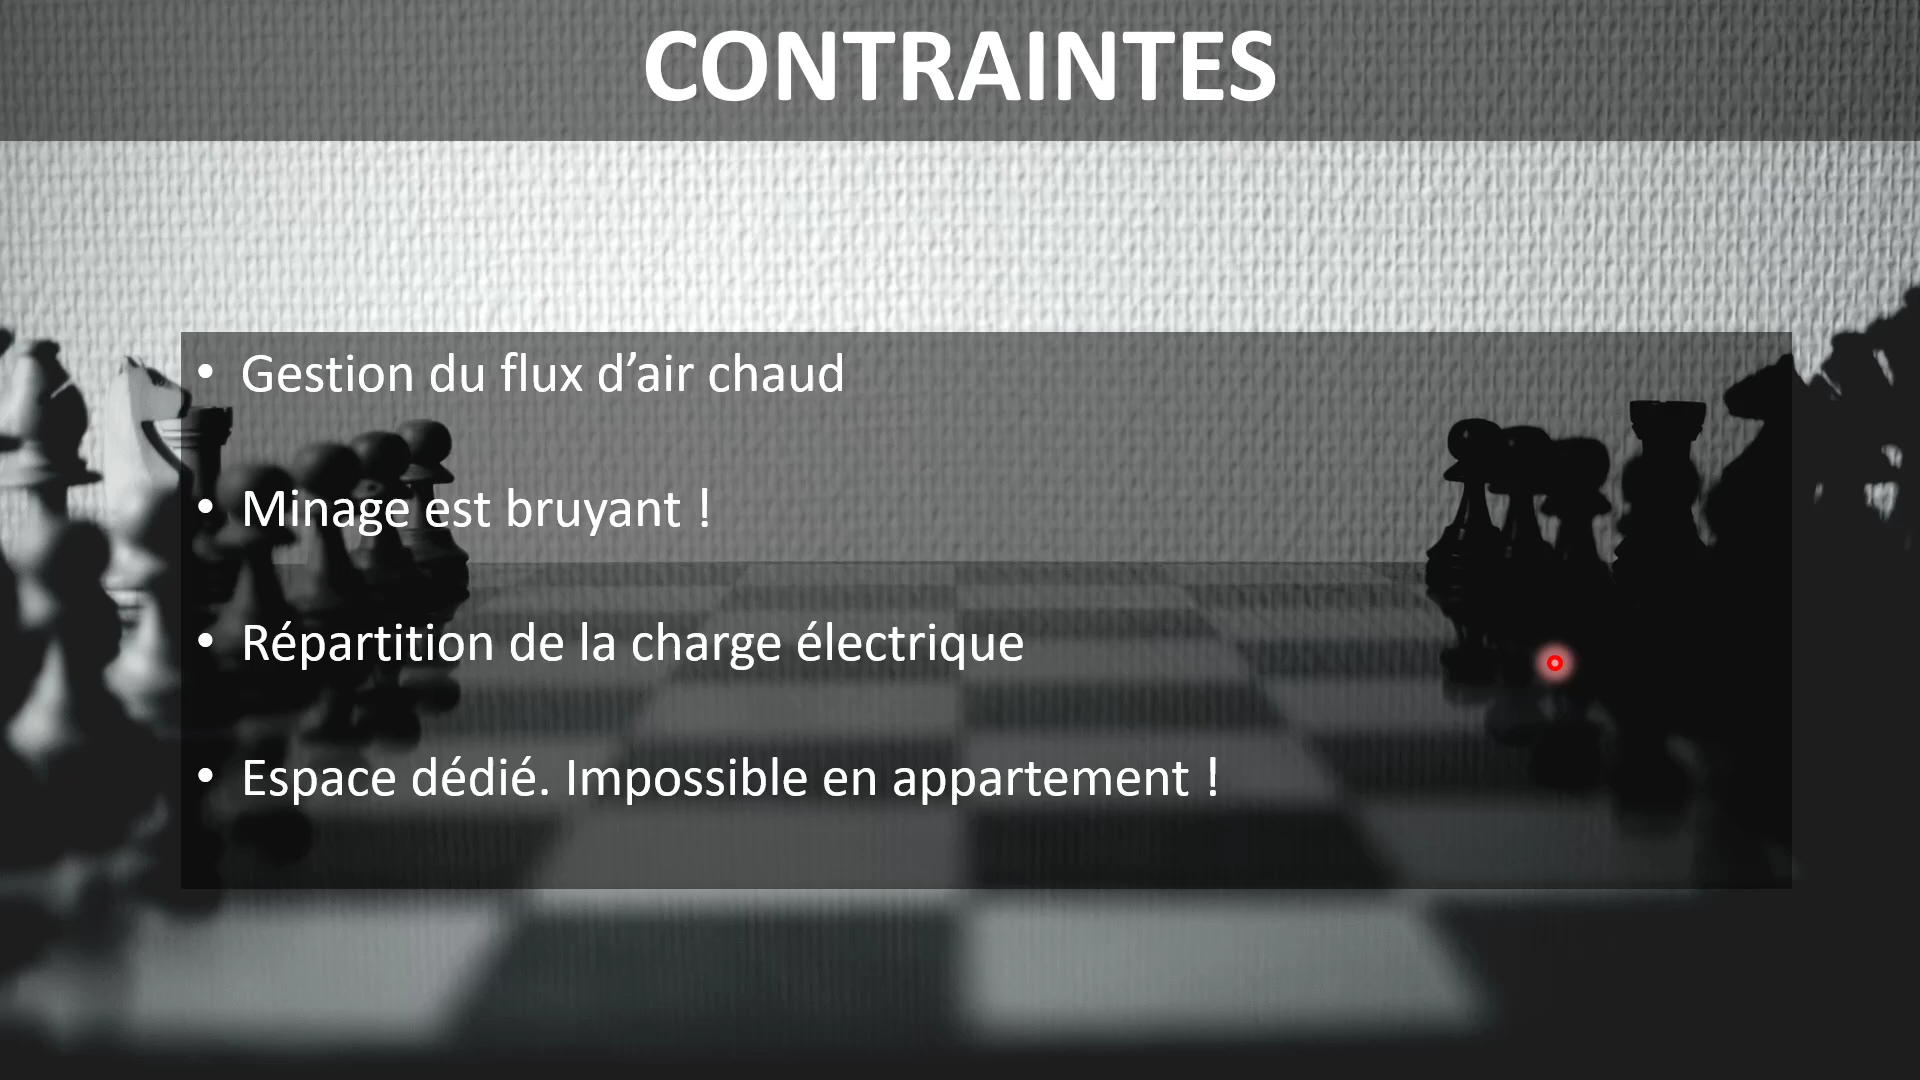 CONTRAINTES
• Gestion du flux d’air chaud
• Minage est bruyant !
• Répartition de la charge électrique
• Espace dédié. Impossible en appartement !